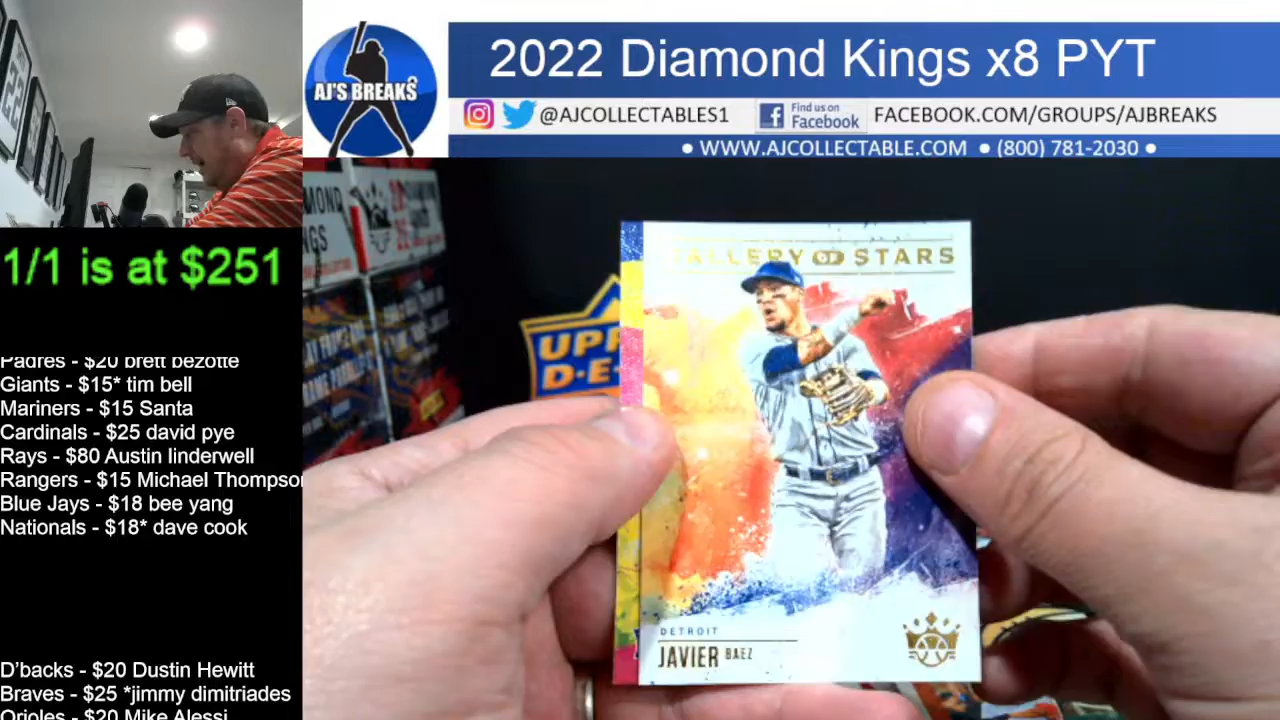 2022 Diamond Kings x8 PYT
AJ'S BREAKS
@AJCOLLECTABLES1
Find us on
Facebook
FACEBOOK.COM/GROUPS/AJBREAKS
• WWW.AJCOLLECTABLE.COM • (800) 781-2030 •
1/1 is at $251
Padres - $20 brett bezotte
Giants - $15* tim bell
Mariners - $15 Santa
Cardinals - $25 david pye
Rays - $80 Austin linderwell
Rangers - $15 Michael Thompson
Blue Jays - $18 bee yang
Nationals - $18* dave cook
D'backs - $20 Dustin Hewitt
Braves - $25 *jimmy dimitriades
Orioles - $20 Mike Alessi
GALLERY DK STARS
DETROIT
JAVIER BAEZ